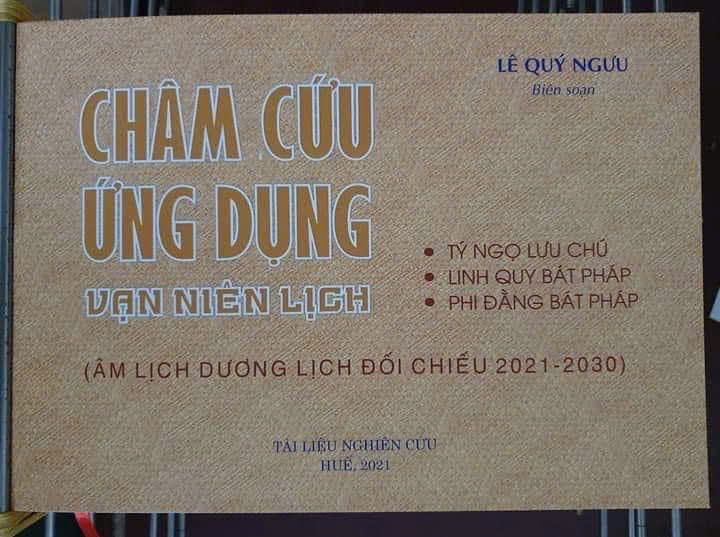 LÊ QUÝ NGƯU
Biên soạn
CHÂM CỨU
ỨNG DỤNG
VẠN NIÊN LỊCH
• TÝ NGỌ LƯU CHÚ
• LINH QUY BÁT PHÁP
• PHI ĐẰNG BÁT PHÁP
(ÂM LỊCH DƯƠNG LỊCH ĐỐI CHIẾU 2021-2030)
TÀI LIỆU NGHIÊN CỨU
HUẾ, 2021